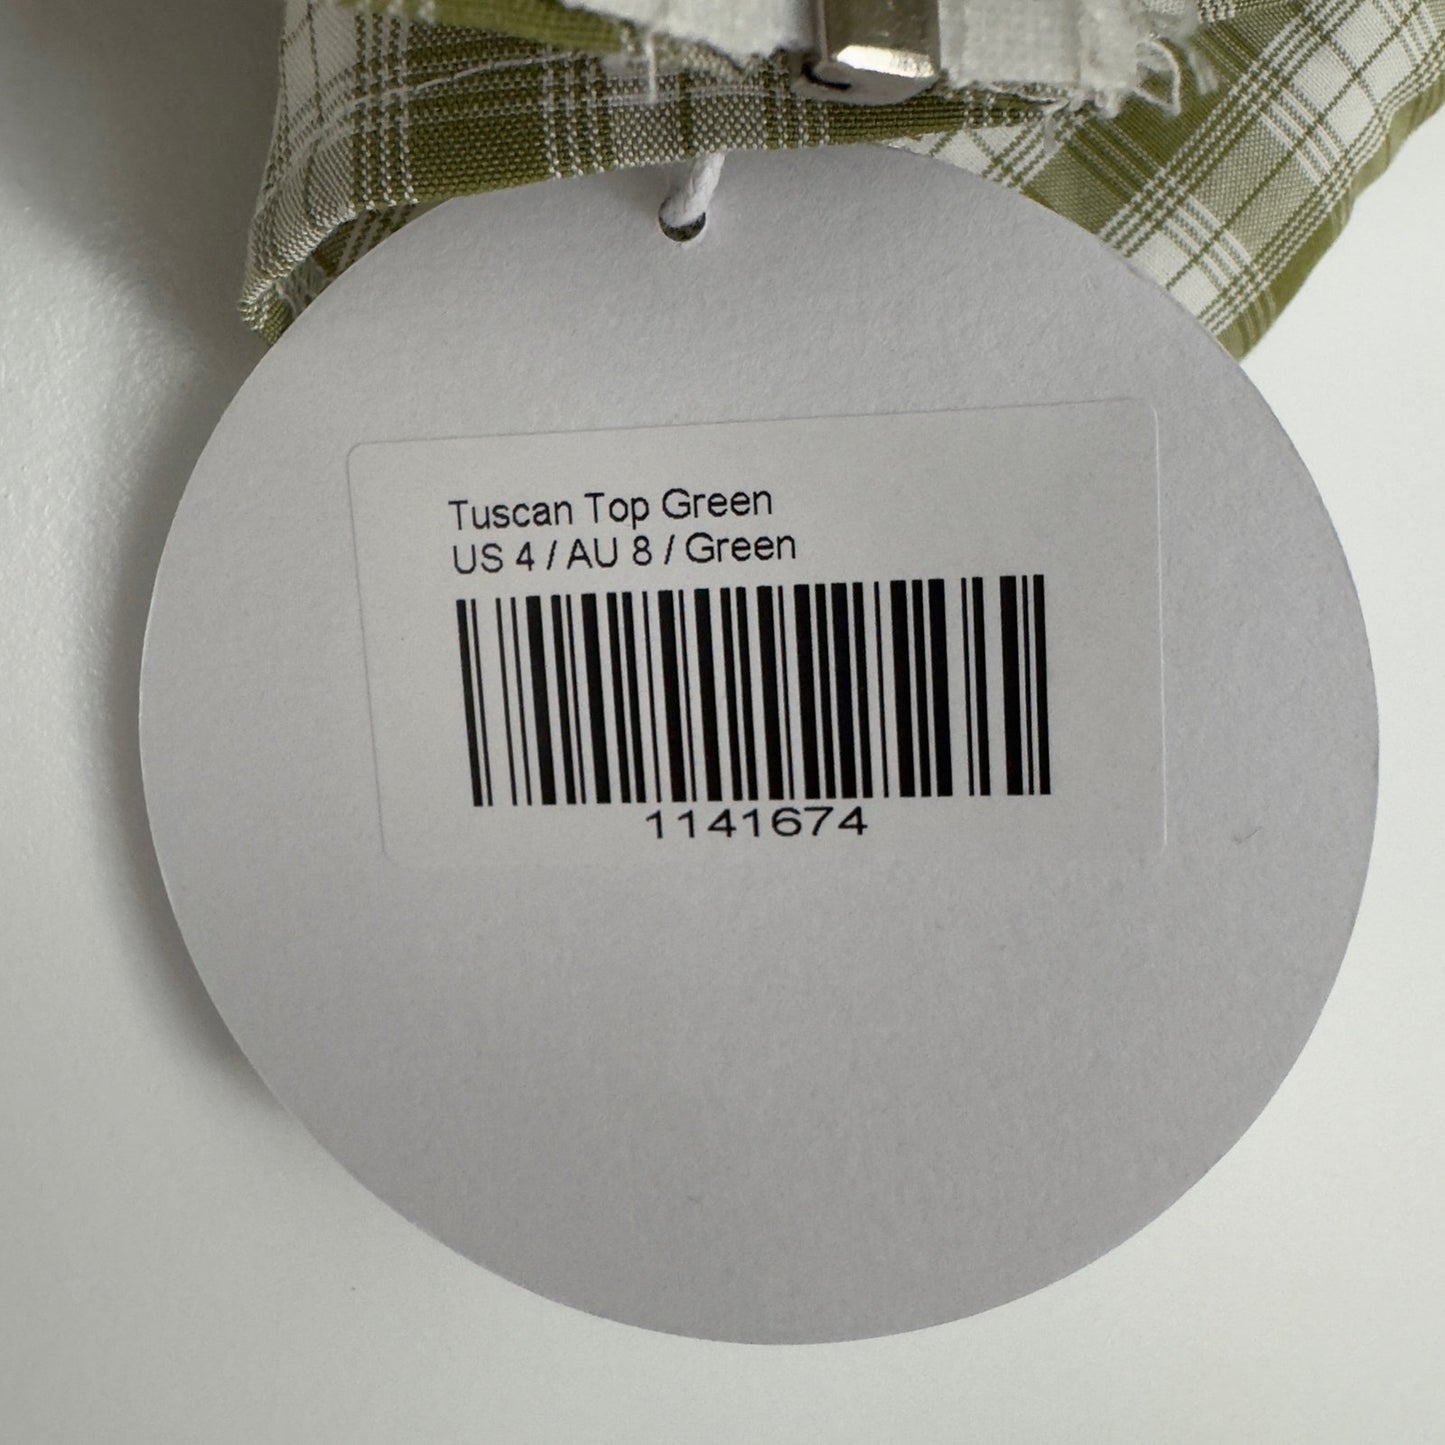 Tuscan Top Green
US 4 / AU 8 / Green
1141674